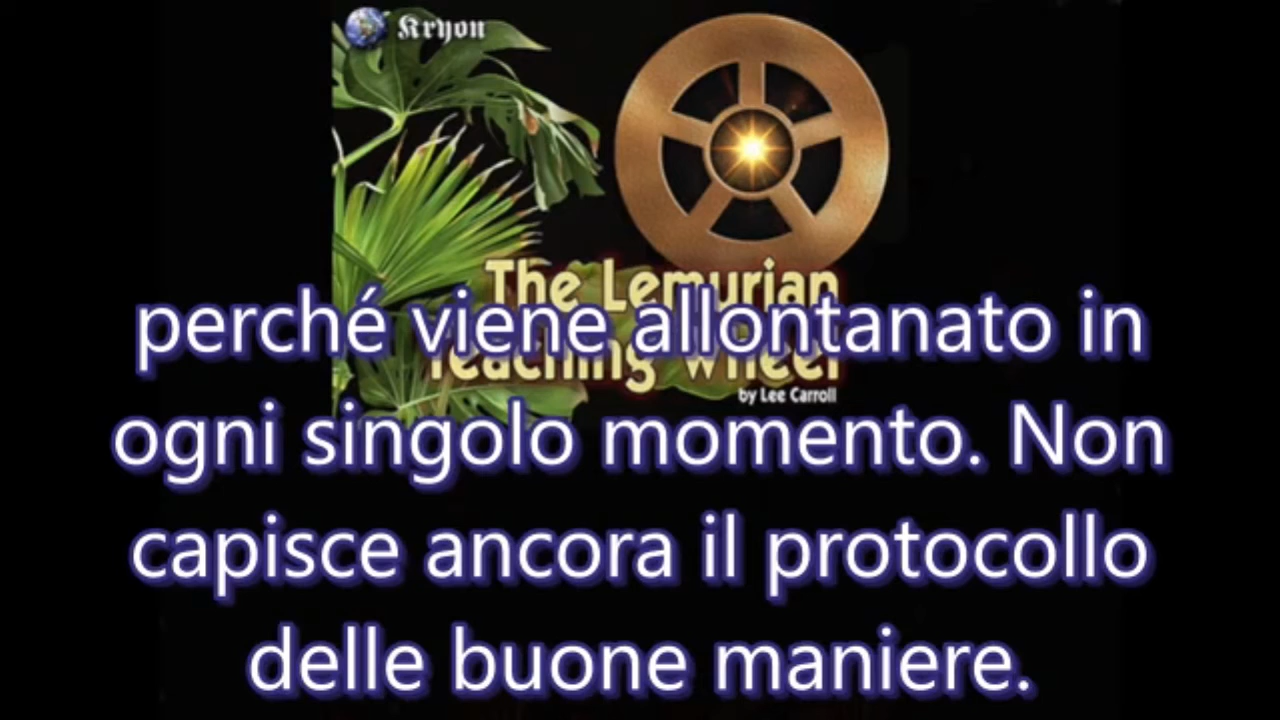 Kryon
The Lemurian
Teaching Wheel
by Lee Carroll
perché viene allontanato in
ogni singolo momento. Non
capisce ancora il protocollo
delle buone maniere.